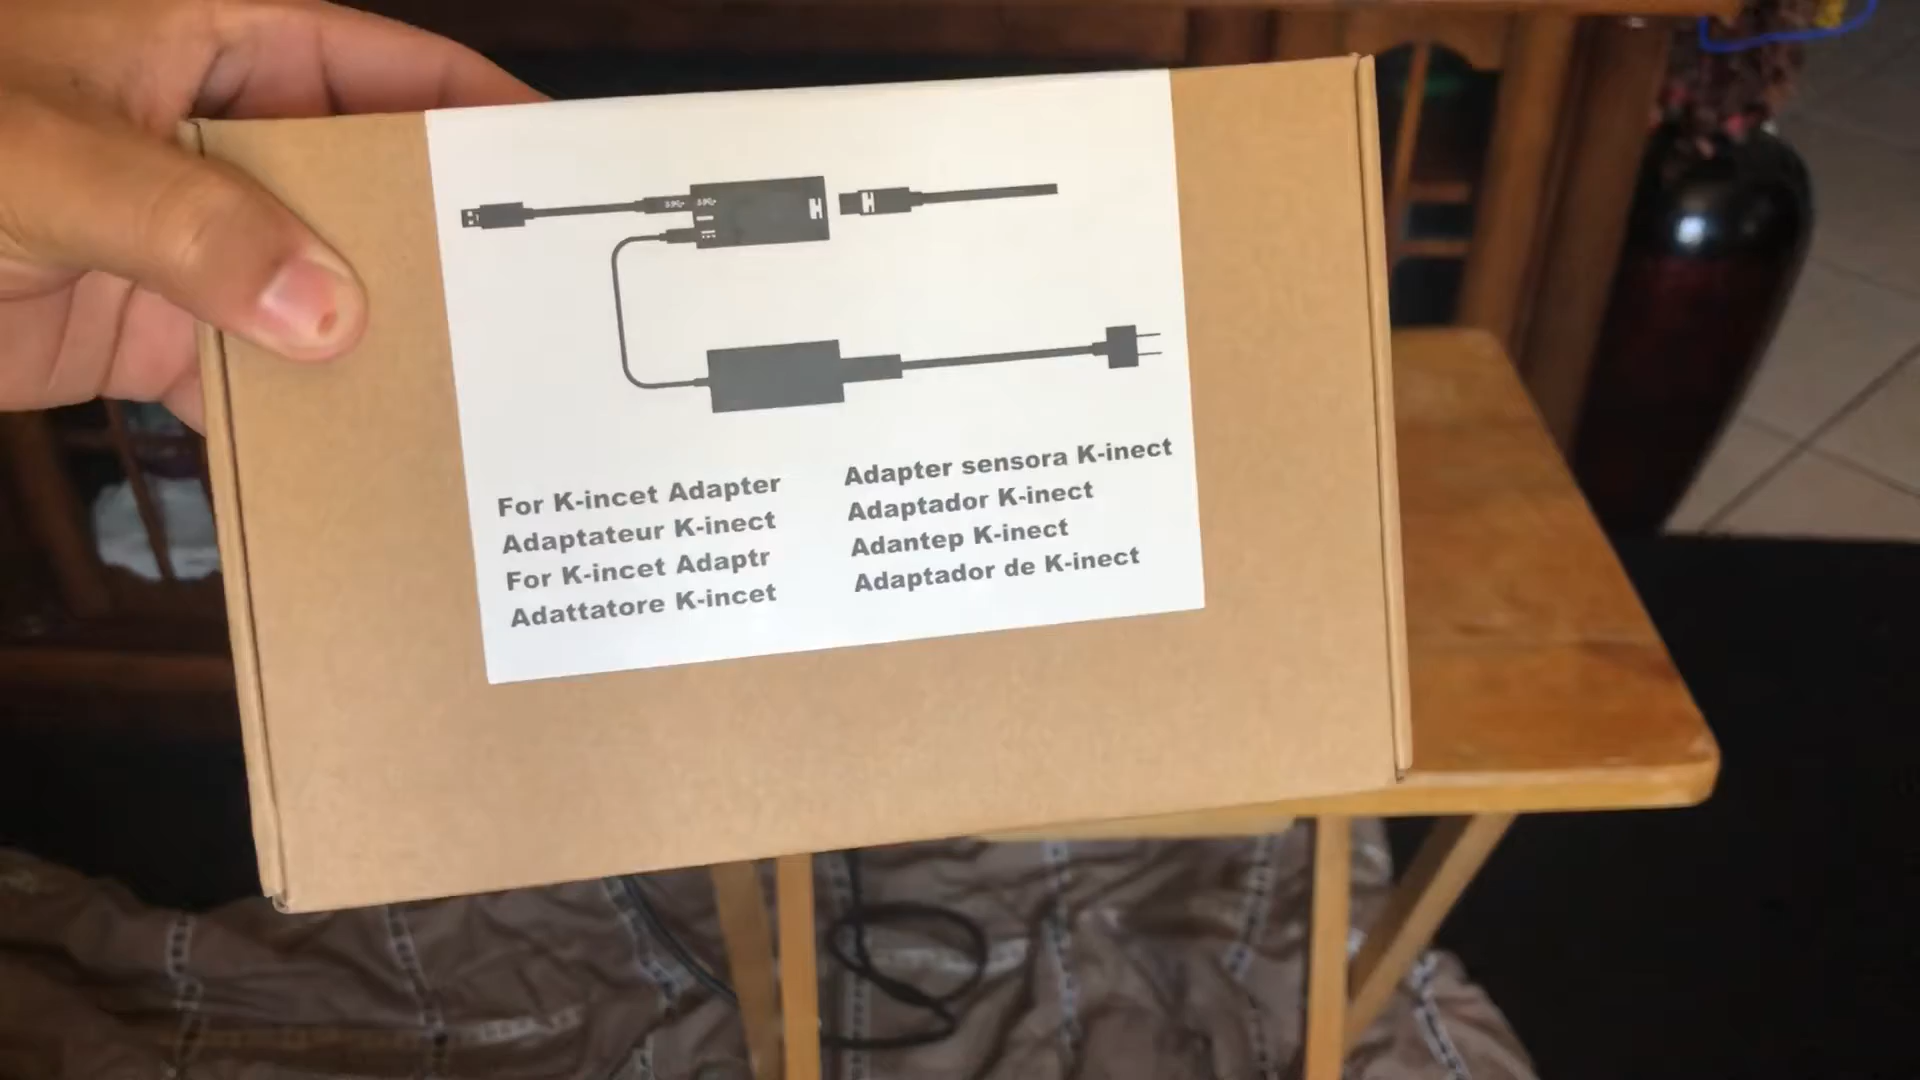 For K-incet Adapter
Adaptateur K-inect
For K-incet Adaptr
Adattatore K-incet
Adapter sensora K-inect
Adaptador K-inect
Adantep K-inect
Adaptador de K-inect